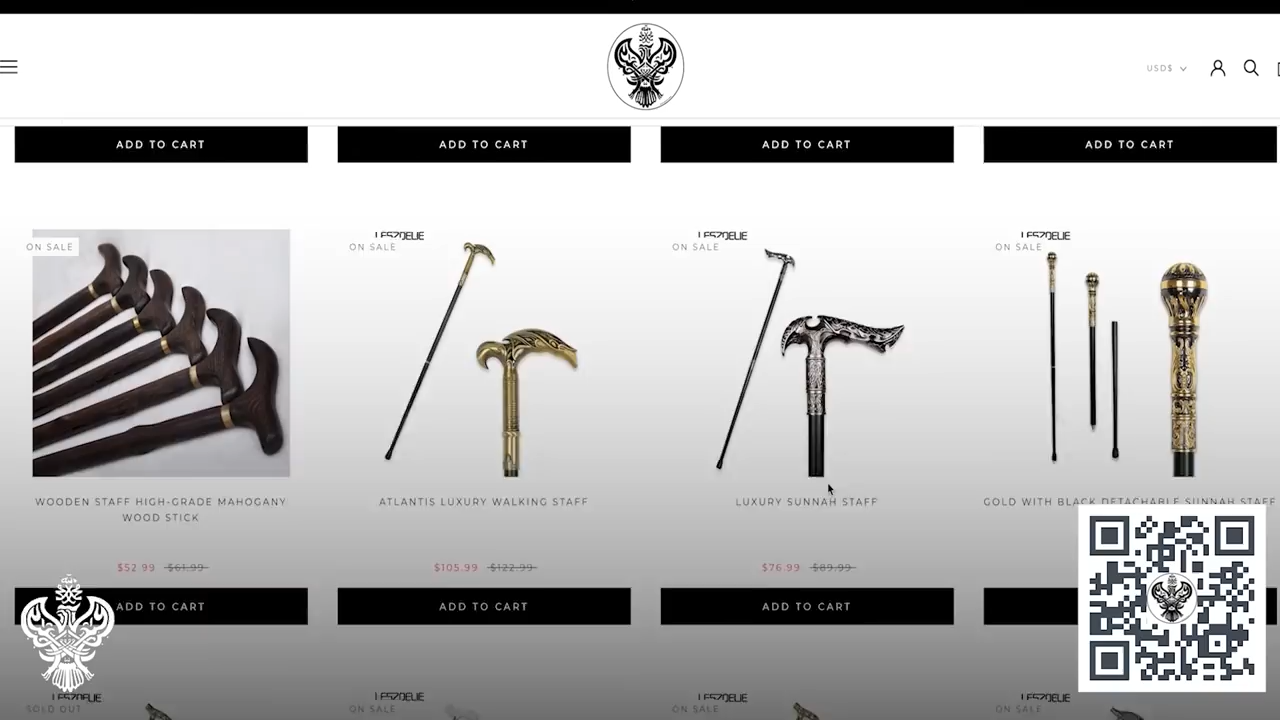 USD$
ADD TO CART
ADD TO CART
ADD TO CART
ADD TO CART
ON SALE
ON SALE
ON SALE
ON SALE
WOODEN STAFF HIGH-GRADE MAHOGANY
WOOD STICK
ATLANTIS LUXURY WALKING STAFF
LUXURY SUNNAH STAFF
GOLD WITH BLACK DETACHABLE SUNNAH STAFF
$52.99 $61.99
$105.99 $122.99
$76.99 $89.99
ADD TO CART
ADD TO CART
ADD TO CART
SOLD OUT
ON SALE
ON SALE
ON SALE